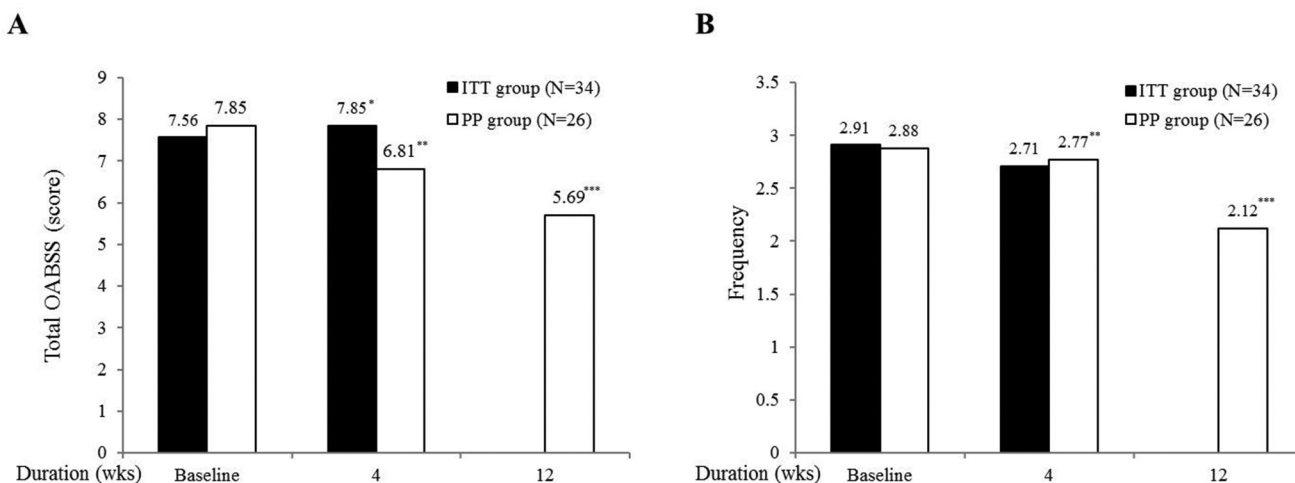 A
Total OABSS (score)
9
8
7
6
5
4
3
2
1
0
ITT group (N=34)
PP group (N=26)
7.56
7.85
7.85*
6.81**
5.69***
Duration (wks)
Baseline
4
12
B
Frequency
3.5
3
2.5
2
1.5
1
0.5
0
ITT group (N=34)
PP group (N=26)
2.91
2.88
2.71
2.77**
2.12***
Duration (wks)
Baseline
4
12